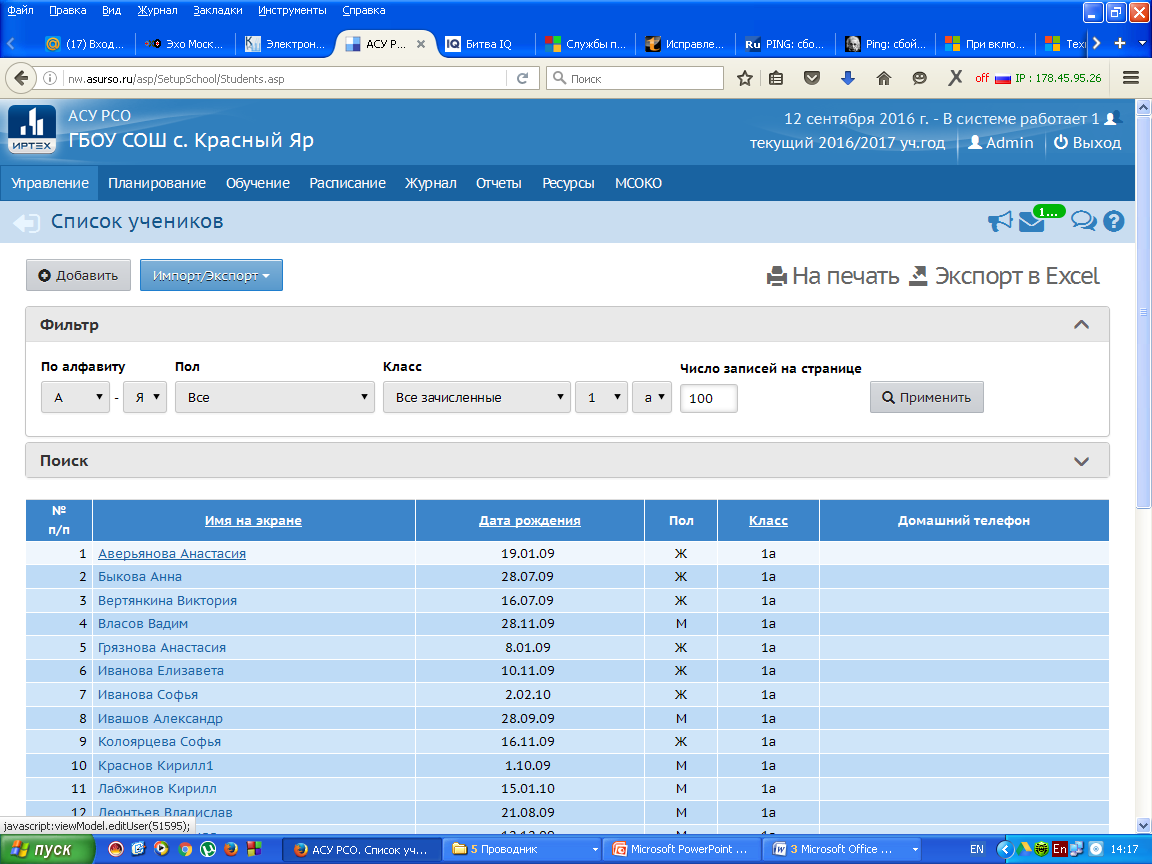 Файл Правка Вид Журнал Закладки Инструменты Справка
(17) Вход... Эхо Моск... Электрон... АСУ Р... Битва IQ Службы п... Исправле... PING: сбо... Ping: сбой... При вклю... Тех
nw.asurso.ru/asp/SetupSchool/Students.asp Поиск off IP : 178.45.95.26
ИРТЕХ
АСУ РСО
ГБОУ СОШ с. Красный Яр
12 сентября 2016 г. - В системе работает 1
текущий 2016/2017 уч.год Admin Выход
Управление Планирование Обучение Расписание Журнал Отчеты Ресурсы МСОКО
Список учеников 1...
Добавить Импорт/Экспорт На печать Экспорт в Excel
Фильтр
По алфавиту Пол Класс Число записей на странице
А - Я Все Все зачисленные 1 а 100 Применить
Поиск
№ п/п Имя на экране Дата рождения Пол Класс Домашний телефон
1 Аверьянова Анастасия 19.01.09 Ж 1а
2 Быкова Анна 28.07.09 Ж 1а
3 Вертянкина Виктория 16.07.09 Ж 1а
4 Власов Вадим 28.11.09 М 1а
5 Грязнова Анастасия 8.01.09 Ж 1а
6 Иванова Елизавета 10.11.09 Ж 1а
7 Иванова Софья 2.02.10 Ж 1а
8 Ивашов Александр 28.09.09 М 1а
9 Колоярцева Софья 16.11.09 Ж 1а
10 Краснов Кирилл1 1.10.09 М 1а
11 Лабжинов Кирилл 15.01.10 М 1а
12 Леонтьев Владислав 21.08.09 М 1а
javascript:viewModel.editUser(51595);
пуск АСУ РСО. Список уч... 5 Проводник Microsoft PowerPoint ... 3 Microsoft Office ... EN En 14:17